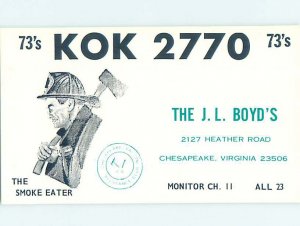 73's KOK 2770 73's
THE J. L. BOYD'S
2127 HEATHER ROAD
CHESAPEAKE, VIRGINIA 23506
THE
SMOKE EATER
MONITOR CH. 11 ALL 23